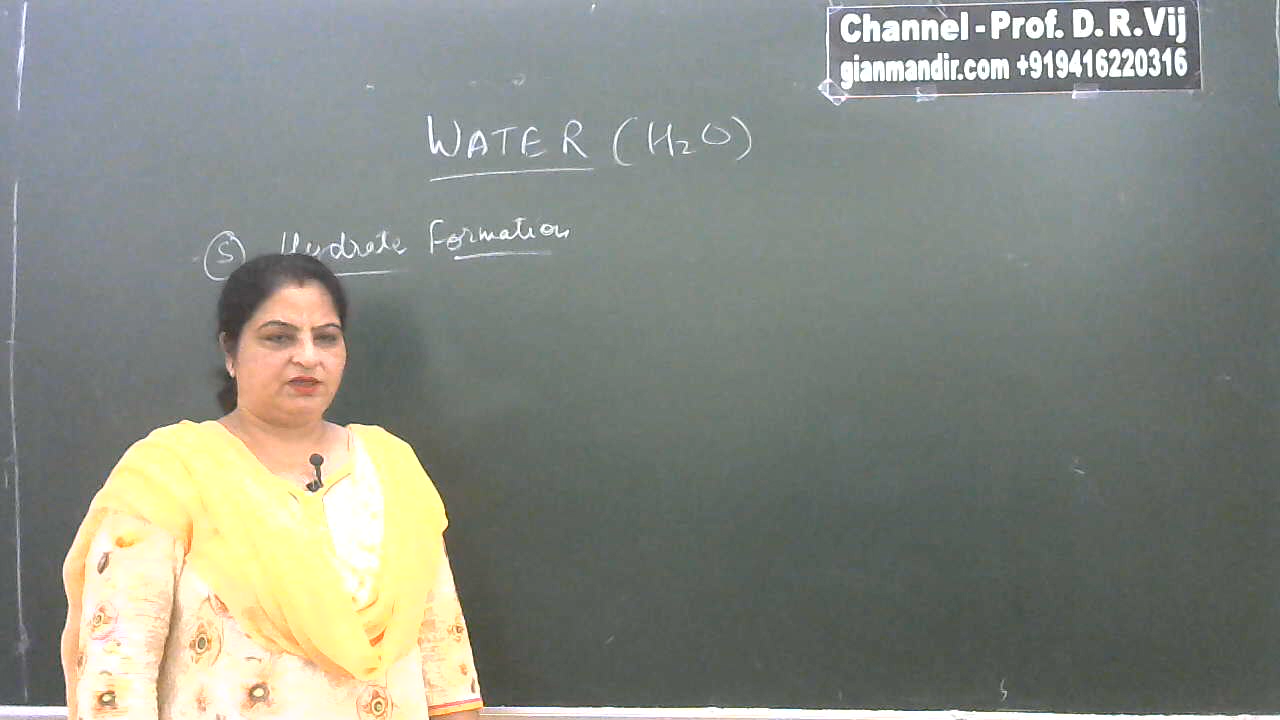 Channel - Prof. D. R. Vij
gianmandir.com +919416220316
WATER (H₂O)
(5) Hydrate Formation